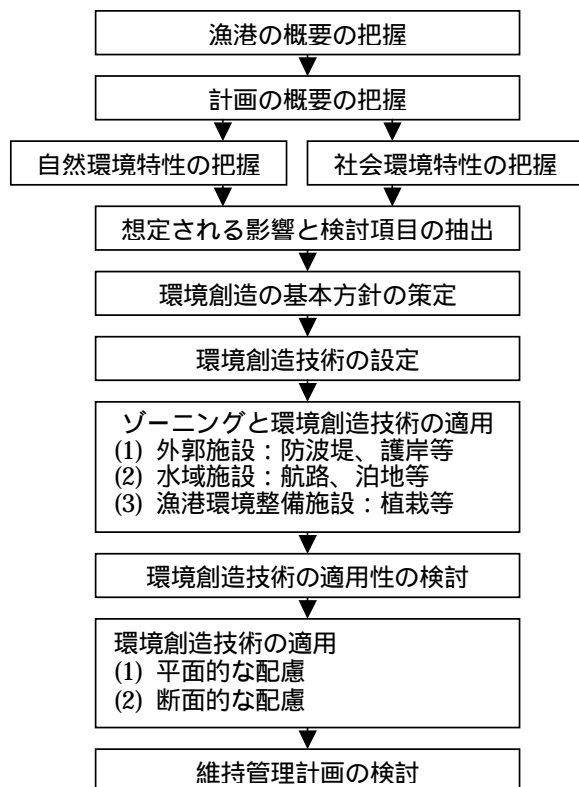 漁港の概要の把握
計画の概要の把握
自然環境特性の把握
社会環境特性の把握
想定される影響と検討項目の抽出
環境創造の基本方針の策定
環境創造技術の設定
ゾーニングと環境創造技術の適用
(1) 外郭施設：防波堤、護岸等
(2) 水域施設：航路、泊地等
(3) 漁港環境整備施設：植栽等
環境創造技術の適用性の検討
環境創造技術の適用
(1) 平面的な配慮
(2) 断面的な配慮
維持管理計画の検討